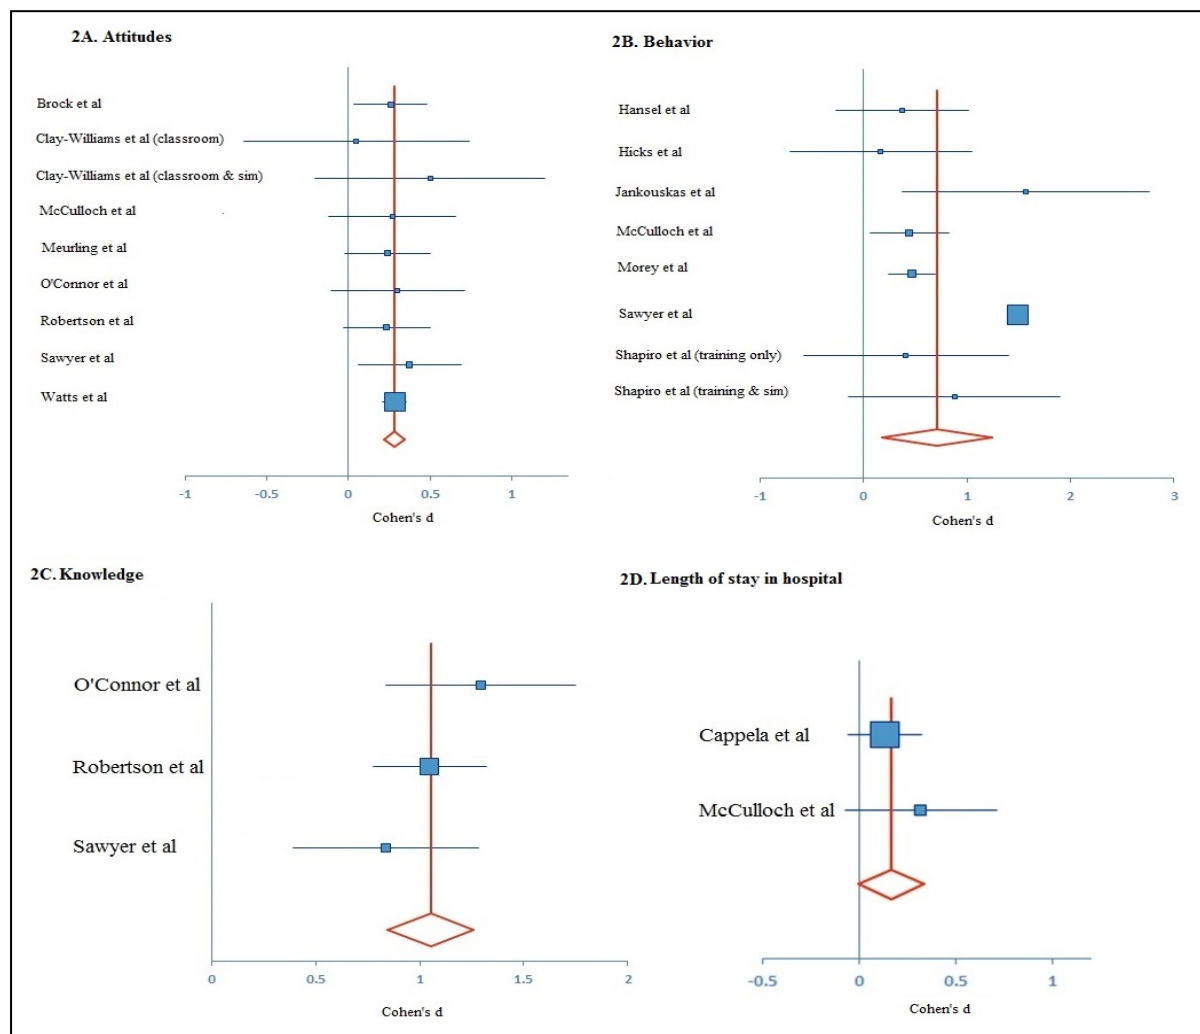 2A. Attitudes
Brock et al
Clay-Williams et al (classroom)
Clay-Williams et al (classroom & sim)
McCulloch et al
Meurling et al
O'Connor et al
Robertson et al
Sawyer et al
Watts et al
-1 -0.5 0 0.5 1
Cohen's d
2B. Behavior
Hansel et al
Hicks et al
Jankouskas et al
McCulloch et al
Morey et al
Sawyer et al
Shapiro et al (training only)
Shapiro et al (training & sim)
-1 0 1 2 3
Cohen's d
2C. Knowledge
O'Connor et al
Robertson et al
Sawyer et al
0 0.5 1 1.5 2
Cohen's d
2D. Length of stay in hospital
Cappela et al
McCulloch et al
-0.5 0 0.5 1
Cohen's d